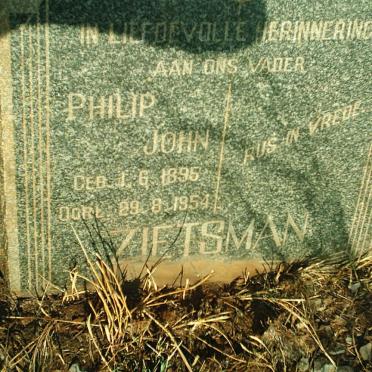 IN LIEFDEVOLLE HERINNERING
AAN ONS VADER
PHILIP
JOHN
RUS IN VREDE
GEB. 1.6.1895
OORL. 29.8.1954
ZIETSMAN